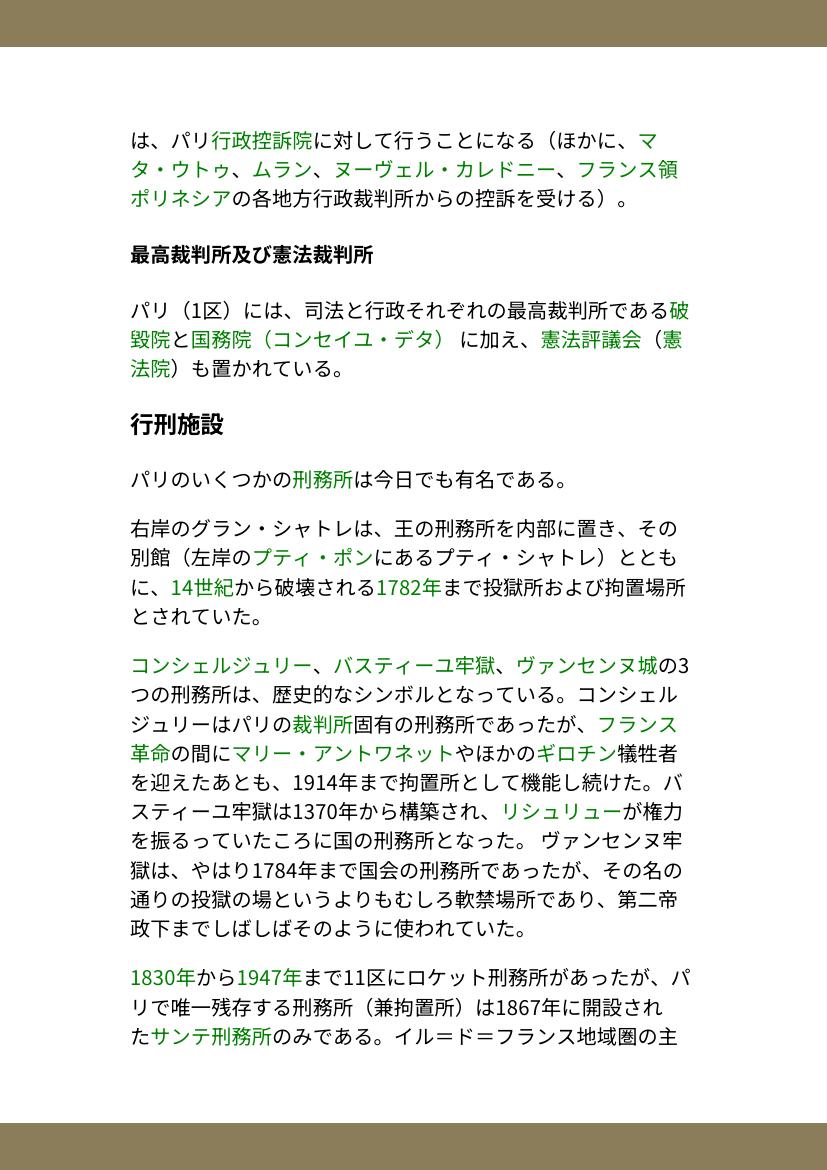 は、パリ行政控訴院に対して行うことになる（ほかに、マ
タ・ウトゥ、ムラン、ヌーヴェル・カレドニー、フランス領
ポリネシアの各地方行政裁判所からの控訴を受ける）。
最高裁判所及び憲法裁判所
パリ（1区）には、司法と行政それぞれの最高裁判所である破
毀院と国務院（コンセイユ・デタ） に加え、憲法評議会（憲
法院）も置かれている。
行刑施設
パリのいくつかの刑務所は今日でも有名である。
右岸のグラン・シャトレは、王の刑務所を内部に置き、その
別館（左岸のプティ・ポンにあるプティ・シャトレ）ととも
に、14世紀から破壊される1782年まで投獄所および拘置場所
とされていた。
コンシェルジュリー、バスティーユ牢獄、ヴァンセンヌ城の3
つの刑務所は、歴史的なシンボルとなっている。コンシェル
ジュリーはパリの裁判所固有の刑務所であったが、フランス
革命の間にマリー・アントワネットやほかのギロチン犠牲者
を迎えたあとも、1914年まで拘置所として機能し続けた。バ
スティーユ牢獄は1370年から構築され、リシュリューが権力
を振るっていたころに国の刑務所となった。 ヴァンセンヌ牢
獄は、やはり1784年まで国会の刑務所であったが、その名の
通りの投獄の場というよりもむしろ軟禁場所であり、第二帝
政下までしばしばそのように使われていた。
1830年から1947年まで11区にロケット刑務所があったが、パ
リで唯一残存する刑務所（兼拘置所）は1867年に開設され
たサンテ刑務所のみである。イル＝ド＝フランス地域圏の主